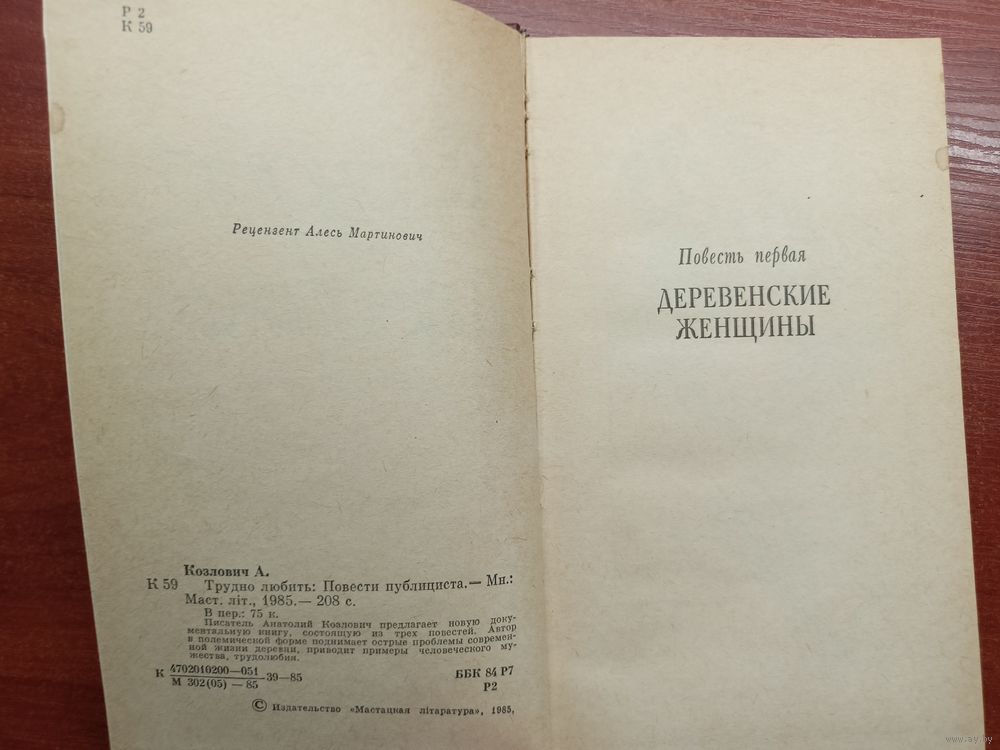 Р 2
К 59
Рецензент Алесь Мартинович
Козлович А.
К 59 Трудно любить: Повести публициста.— Мн.:
Маст. літ., 1985.— 208 с.
В пер.: 75 к.
Писатель Анатолий Козлович предлагает новую доку-
ментальную книгу, состоящую из трех повестей. Автор
в полемической форме поднимает острые проблемы современ-
ной жизни деревни, приводит примеры человеческого му-
жества, трудолюбия.
К 4702010200—051
М 302(05) — 85
39—85
ББК 84 Р7
Р2
© Издательство «Мастацкая літаратура», 1985.
Повесть первая
ДЕРЕВЕНСКИЕ
ЖЕНЩИНЫ
www.ay.by